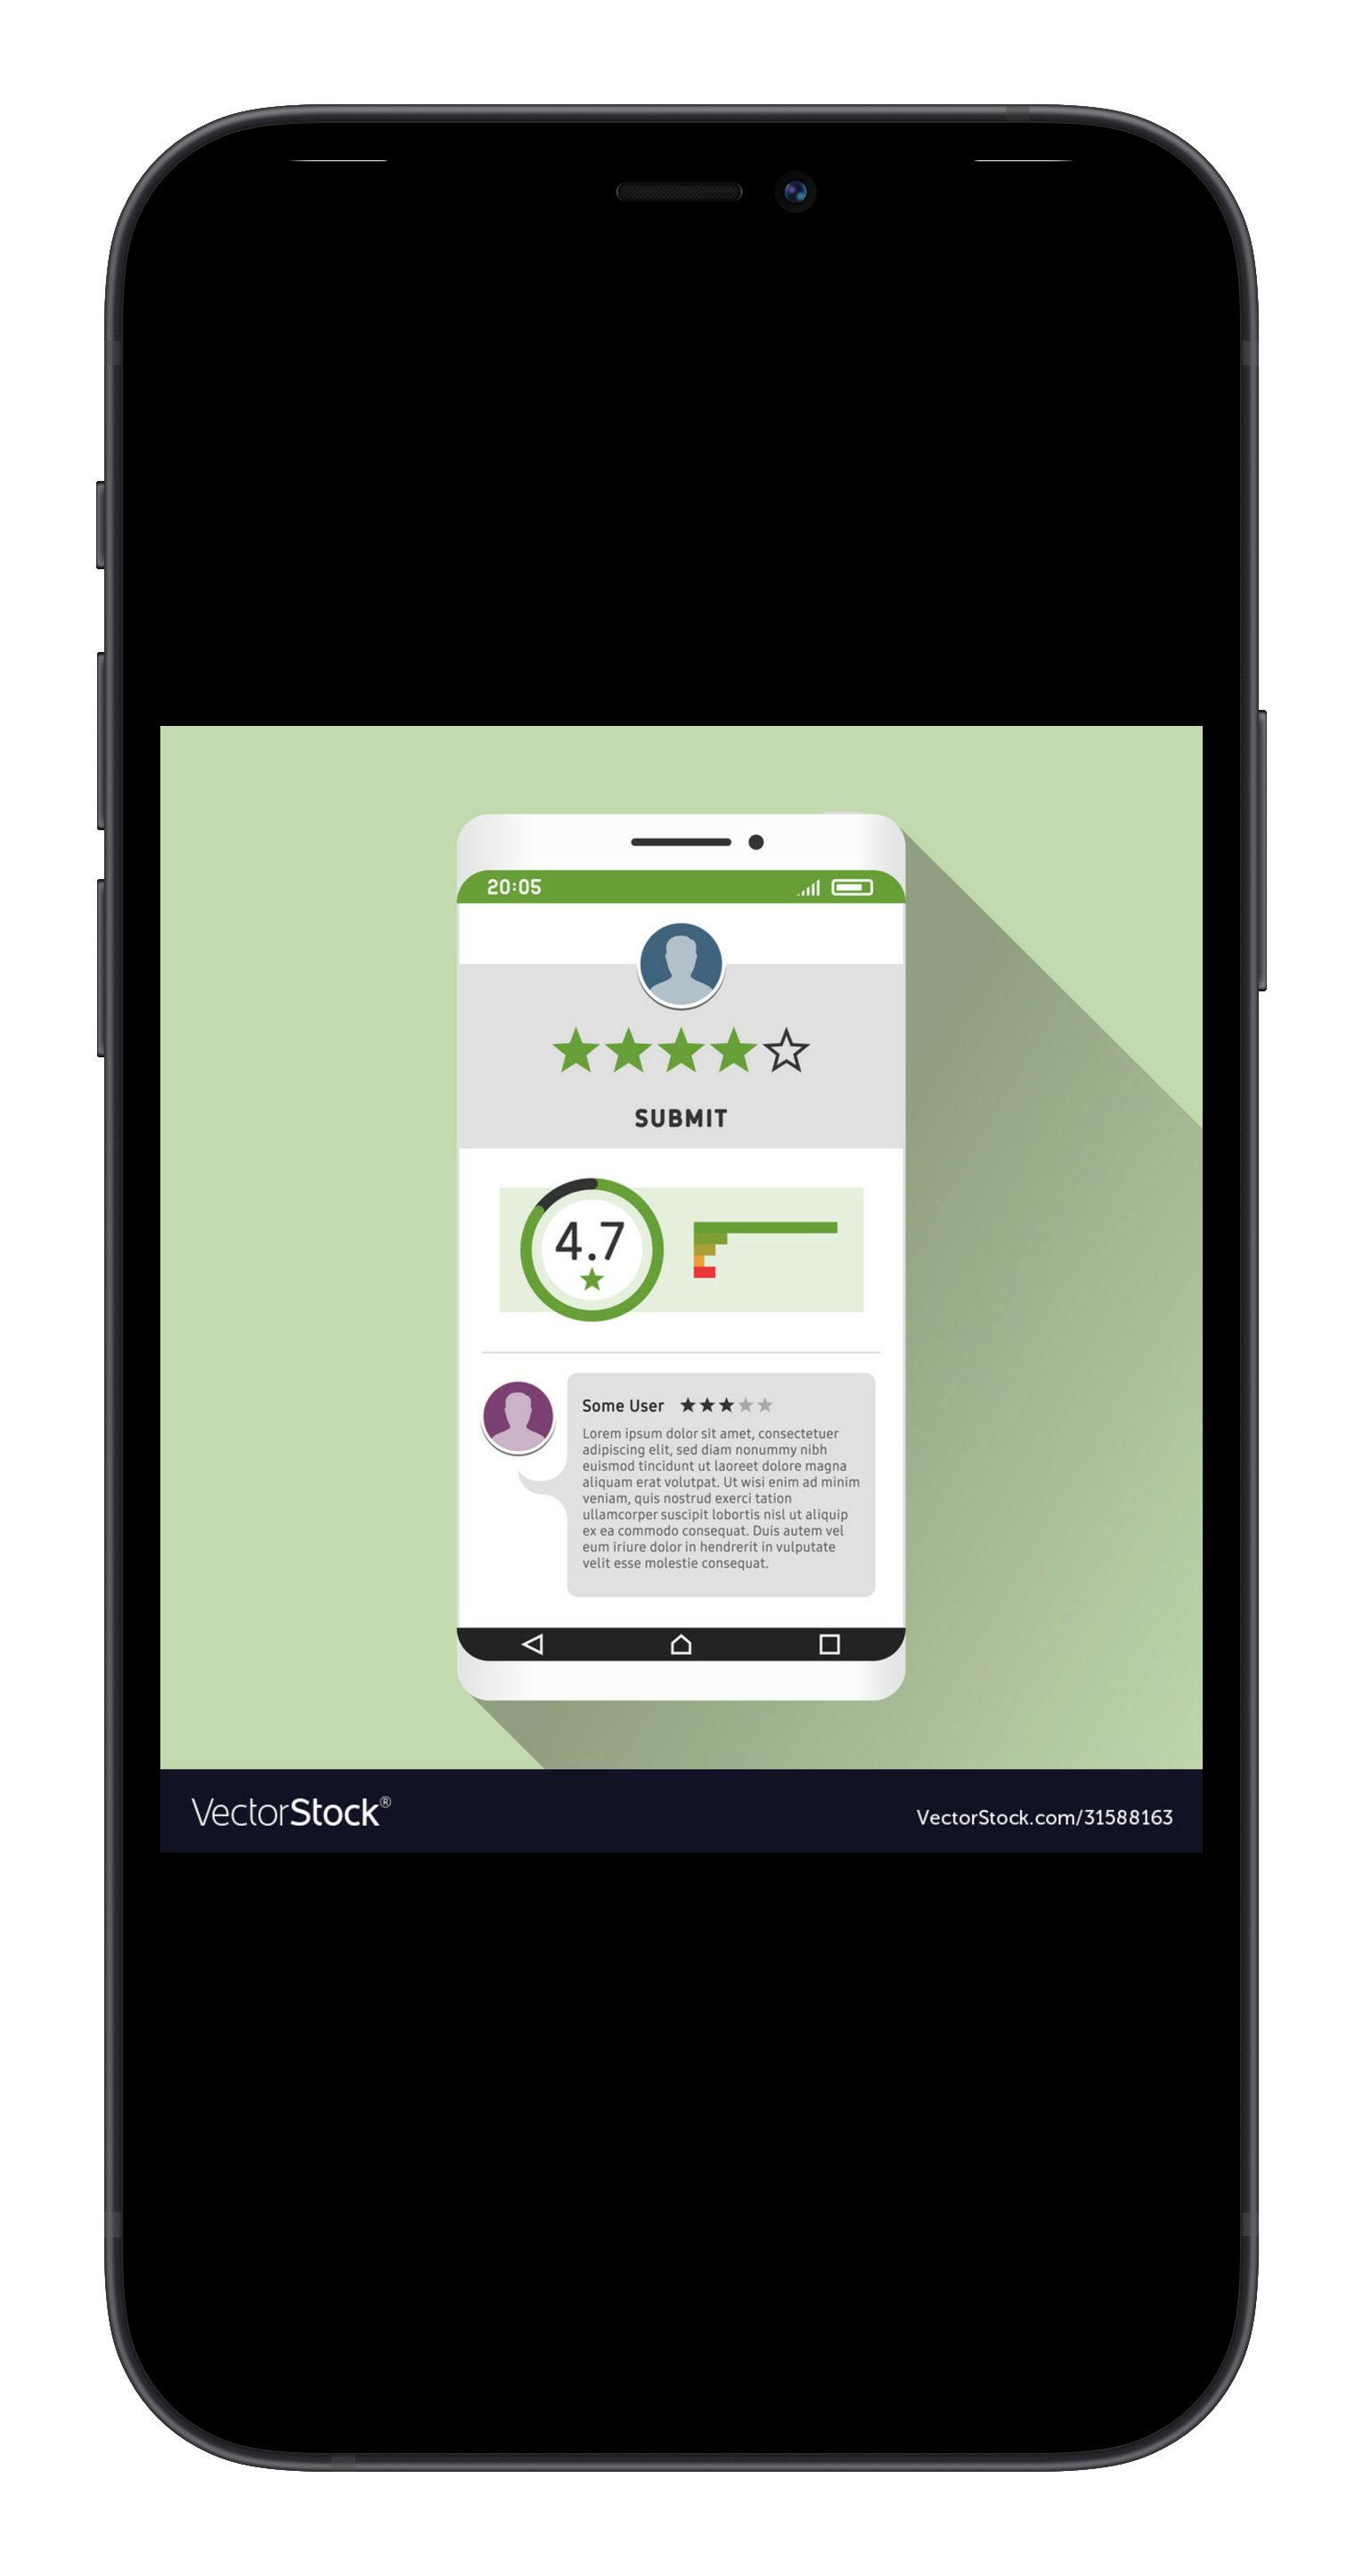 20:05
SUBMIT
4.7
Some User
Lorem ipsum dolor sit amet, consectetuer
adipiscing elit, sed diam nonummy nibh
euismod tincidunt ut laoreet dolore magna
aliquam erat volutpat. Ut wisi enim ad minim
veniam, quis nostrud exerci tation
ullamcorper suscipit lobortis nisl ut aliquip
ex ea commodo consequat. Duis autem vel
eum iriure dolor in hendrerit in vulputate
velit esse molestie consequat.
VectorStock®
VectorStock.com/31588163